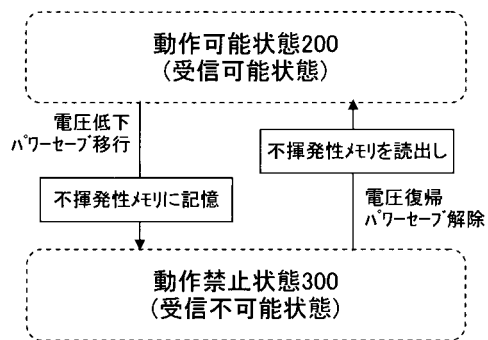 動作可能状態200
(受信可能状態)
電圧低下
ﾊﾟﾜｰｾｰﾌﾞ移行
不揮発性ﾒﾓﾘを読出し
不揮発性ﾒﾓﾘに記憶
電圧復帰
ﾊﾟﾜｰｾｰﾌﾞ解除
動作禁止状態300
(受信不可能状態)